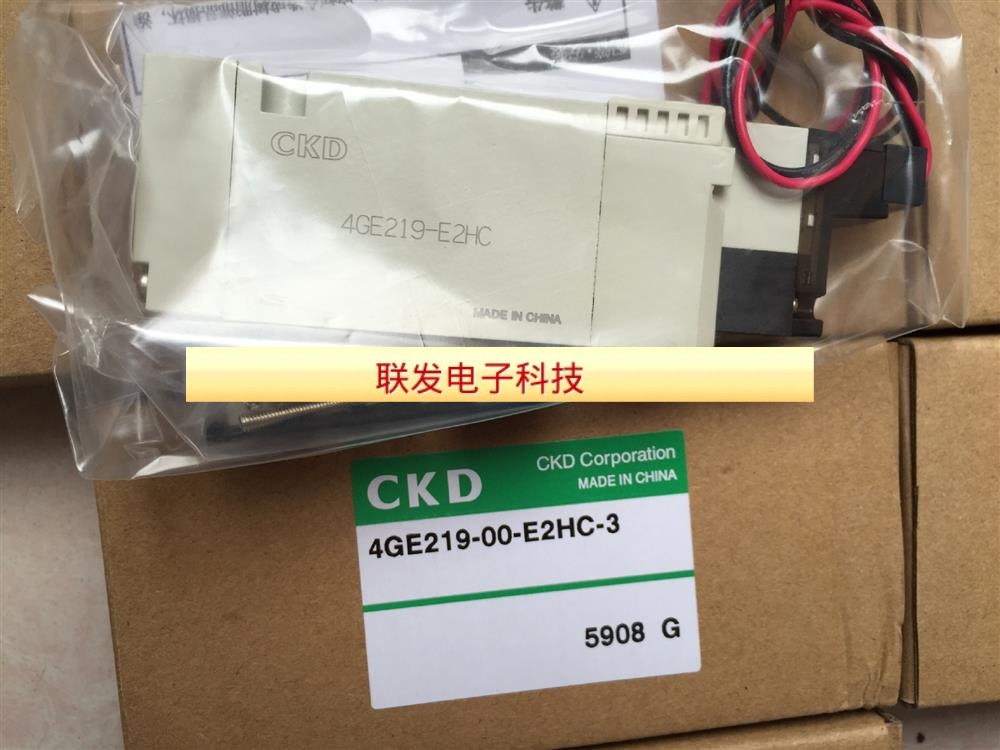 CKD
4GE219-E2HC
MADE IN CHINA
联发电子科技
CKD
CKD Corporation
MADE IN CHINA
4GE219-00-E2HC-3
5908 G